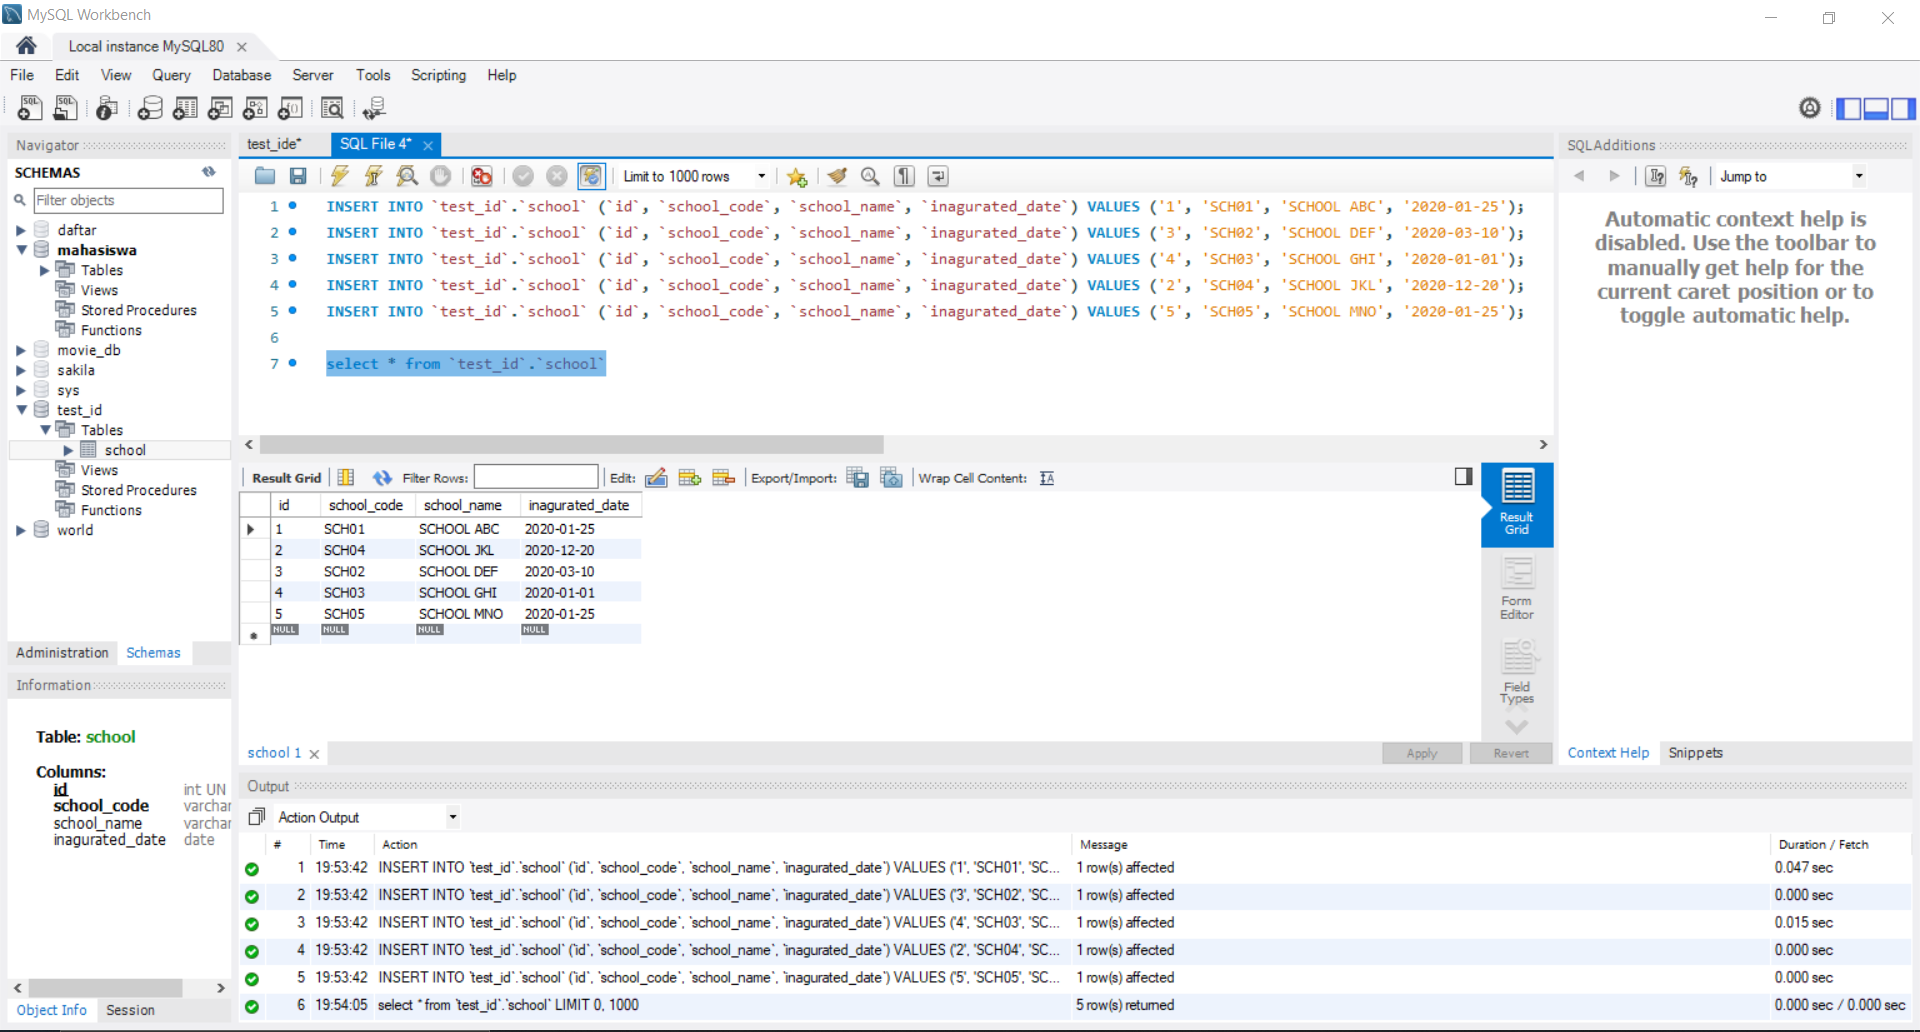 MySQL Workbench
Local instance MySQL80
File Edit View Query Database Server Tools Scripting Help
Navigator
SCHEMAS
Filter objects
daftar
mahasiswa
Tables
Views
Stored Procedures
Functions
movie_db
sakila
sys
test_id
Tables
school
Views
Stored Procedures
Functions
world
Administration Schemas
Information
Table: school
Columns:
id int UN
school_code varchar
school_name varchar
inagurated_date date
Object Info Session
test_ide* SQL File 4*
Limit to 1000 rows
1 INSERT INTO `test_id`.`school` (`id`, `school_code`, `school_name`, `inagurated_date`) VALUES ('1', 'SCH01', 'SCHOOL ABC', '2020-01-25');
2 INSERT INTO `test_id`.`school` (`id`, `school_code`, `school_name`, `inagurated_date`) VALUES ('3', 'SCH02', 'SCHOOL DEF', '2020-03-10');
3 INSERT INTO `test_id`.`school` (`id`, `school_code`, `school_name`, `inagurated_date`) VALUES ('4', 'SCH03', 'SCHOOL GHI', '2020-01-01');
4 INSERT INTO `test_id`.`school` (`id`, `school_code`, `school_name`, `inagurated_date`) VALUES ('2', 'SCH04', 'SCHOOL JKL', '2020-12-20');
5 INSERT INTO `test_id`.`school` (`id`, `school_code`, `school_name`, `inagurated_date`) VALUES ('5', 'SCH05', 'SCHOOL MNO', '2020-01-25');
6
7 select * from `test_id`.`school`
Result Grid Filter Rows: Edit: Export/Import: Wrap Cell Content:
id school_code school_name inagurated_date
1 SCH01 SCHOOL ABC 2020-01-25
2 SCH04 SCHOOL JKL 2020-12-20
3 SCH02 SCHOOL DEF 2020-03-10
4 SCH03 SCHOOL GHI 2020-01-01
5 SCH05 SCHOOL MNO 2020-01-25
NULL NULL NULL NULL
Result
Grid
Form
Editor
Field
Types
school 1 Apply Revert
SQLAdditions
Jump to
Automatic context help is
disabled. Use the toolbar to
manually get help for the
current caret position or to
toggle automatic help.
Context Help Snippets
Output
Action Output
# Time Action Message Duration / Fetch
1 19:53:42 INSERT INTO `test_id`.`school` (`id`, `school_code`, `school_name`, `inagurated_date`) VALUES ('1', 'SCH01', 'SC... 1 row(s) affected 0.047 sec
2 19:53:42 INSERT INTO `test_id`.`school` (`id`, `school_code`, `school_name`, `inagurated_date`) VALUES ('3', 'SCH02', 'SC... 1 row(s) affected 0.000 sec
3 19:53:42 INSERT INTO `test_id`.`school` (`id`, `school_code`, `school_name`, `inagurated_date`) VALUES ('4', 'SCH03', 'SC... 1 row(s) affected 0.015 sec
4 19:53:42 INSERT INTO `test_id`.`school` (`id`, `school_code`, `school_name`, `inagurated_date`) VALUES ('2', 'SCH04', 'SC... 1 row(s) affected 0.000 sec
5 19:53:42 INSERT INTO `test_id`.`school` (`id`, `school_code`, `school_name`, `inagurated_date`) VALUES ('5', 'SCH05', 'SC... 1 row(s) affected 0.000 sec
6 19:54:05 select * from `test_id`.`school` LIMIT 0, 1000 5 row(s) returned 0.000 sec / 0.000 sec